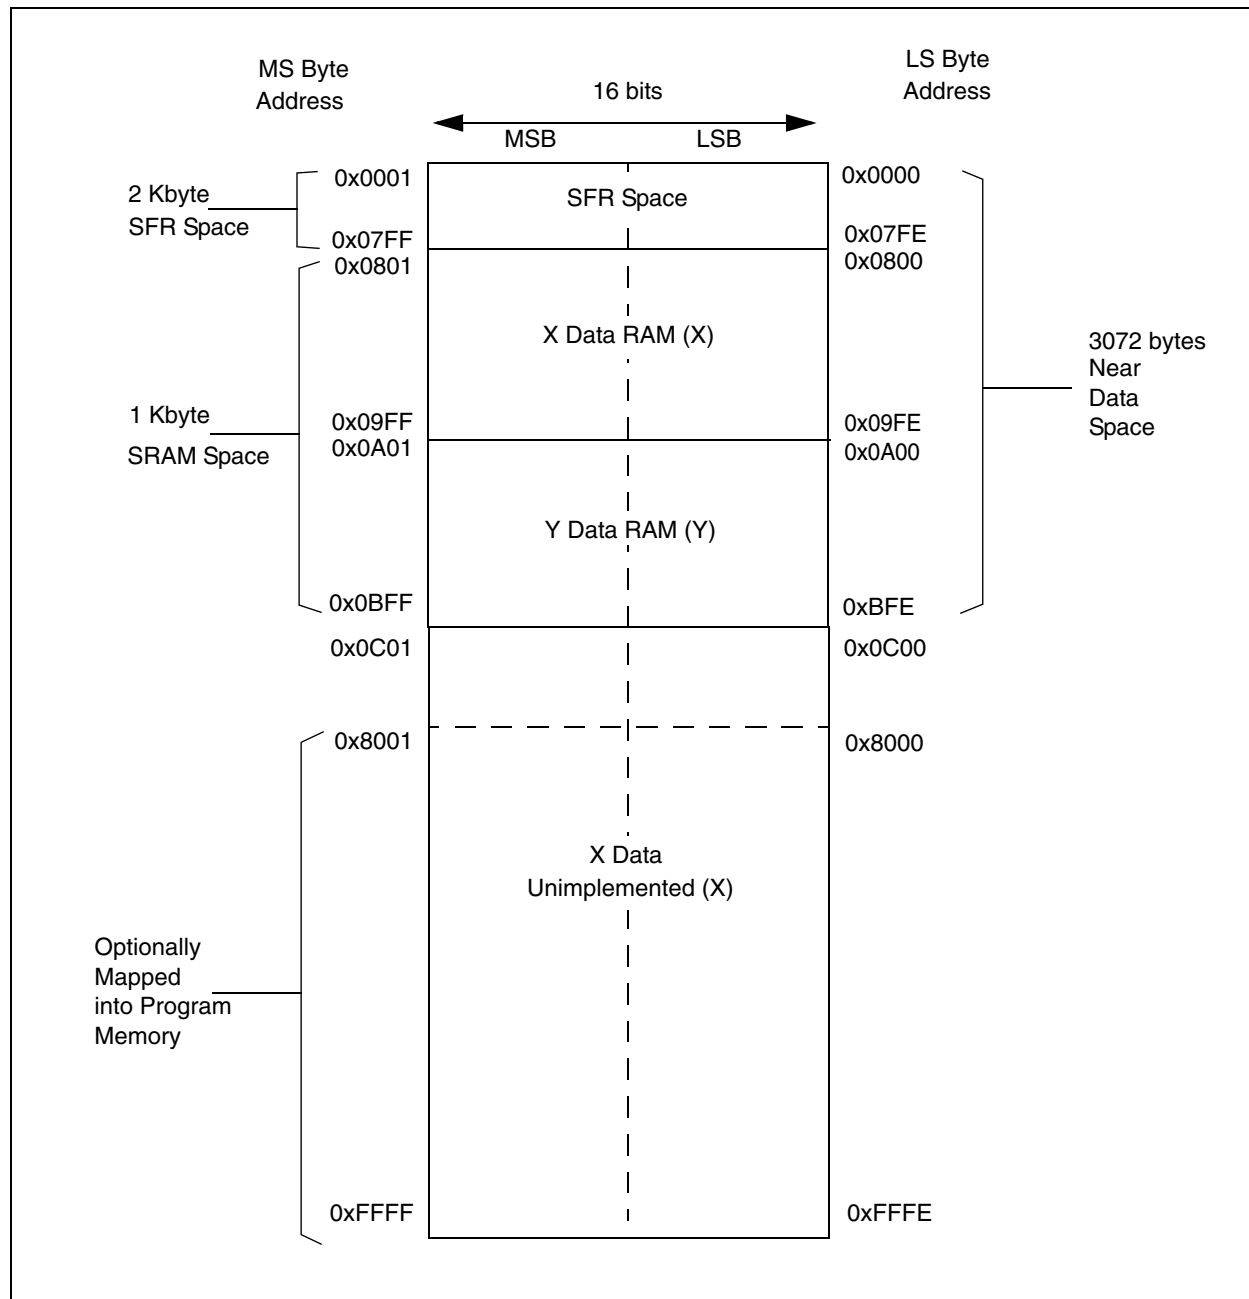 MS Byte
Address
LS Byte
Address
16 bits
MSB
LSB
2 Kbyte
SFR Space
0x0001
SFR Space
0x0000
0x07FF
0x07FE
0x0801
0x0800
X Data RAM (X)
3072 bytes
Near
Data
Space
1 Kbyte
SRAM Space
0x09FF
0x09FE
0x0A01
0x0A00
Y Data RAM (Y)
0x0BFF
0xBFE
0x0C01
0x0C00
0x8001
0x8000
X Data
Unimplemented (X)
Optionally
Mapped
into Program
Memory
0xFFFF
0xFFFE